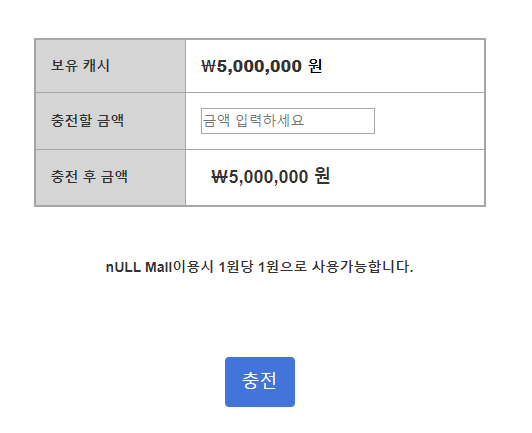 보유 캐시
₩5,000,000 원
충전할 금액
금액 입력하세요
충전 후 금액
₩5,000,000 원
nULL Mall이용시 1원당 1원으로 사용가능합니다.
충전